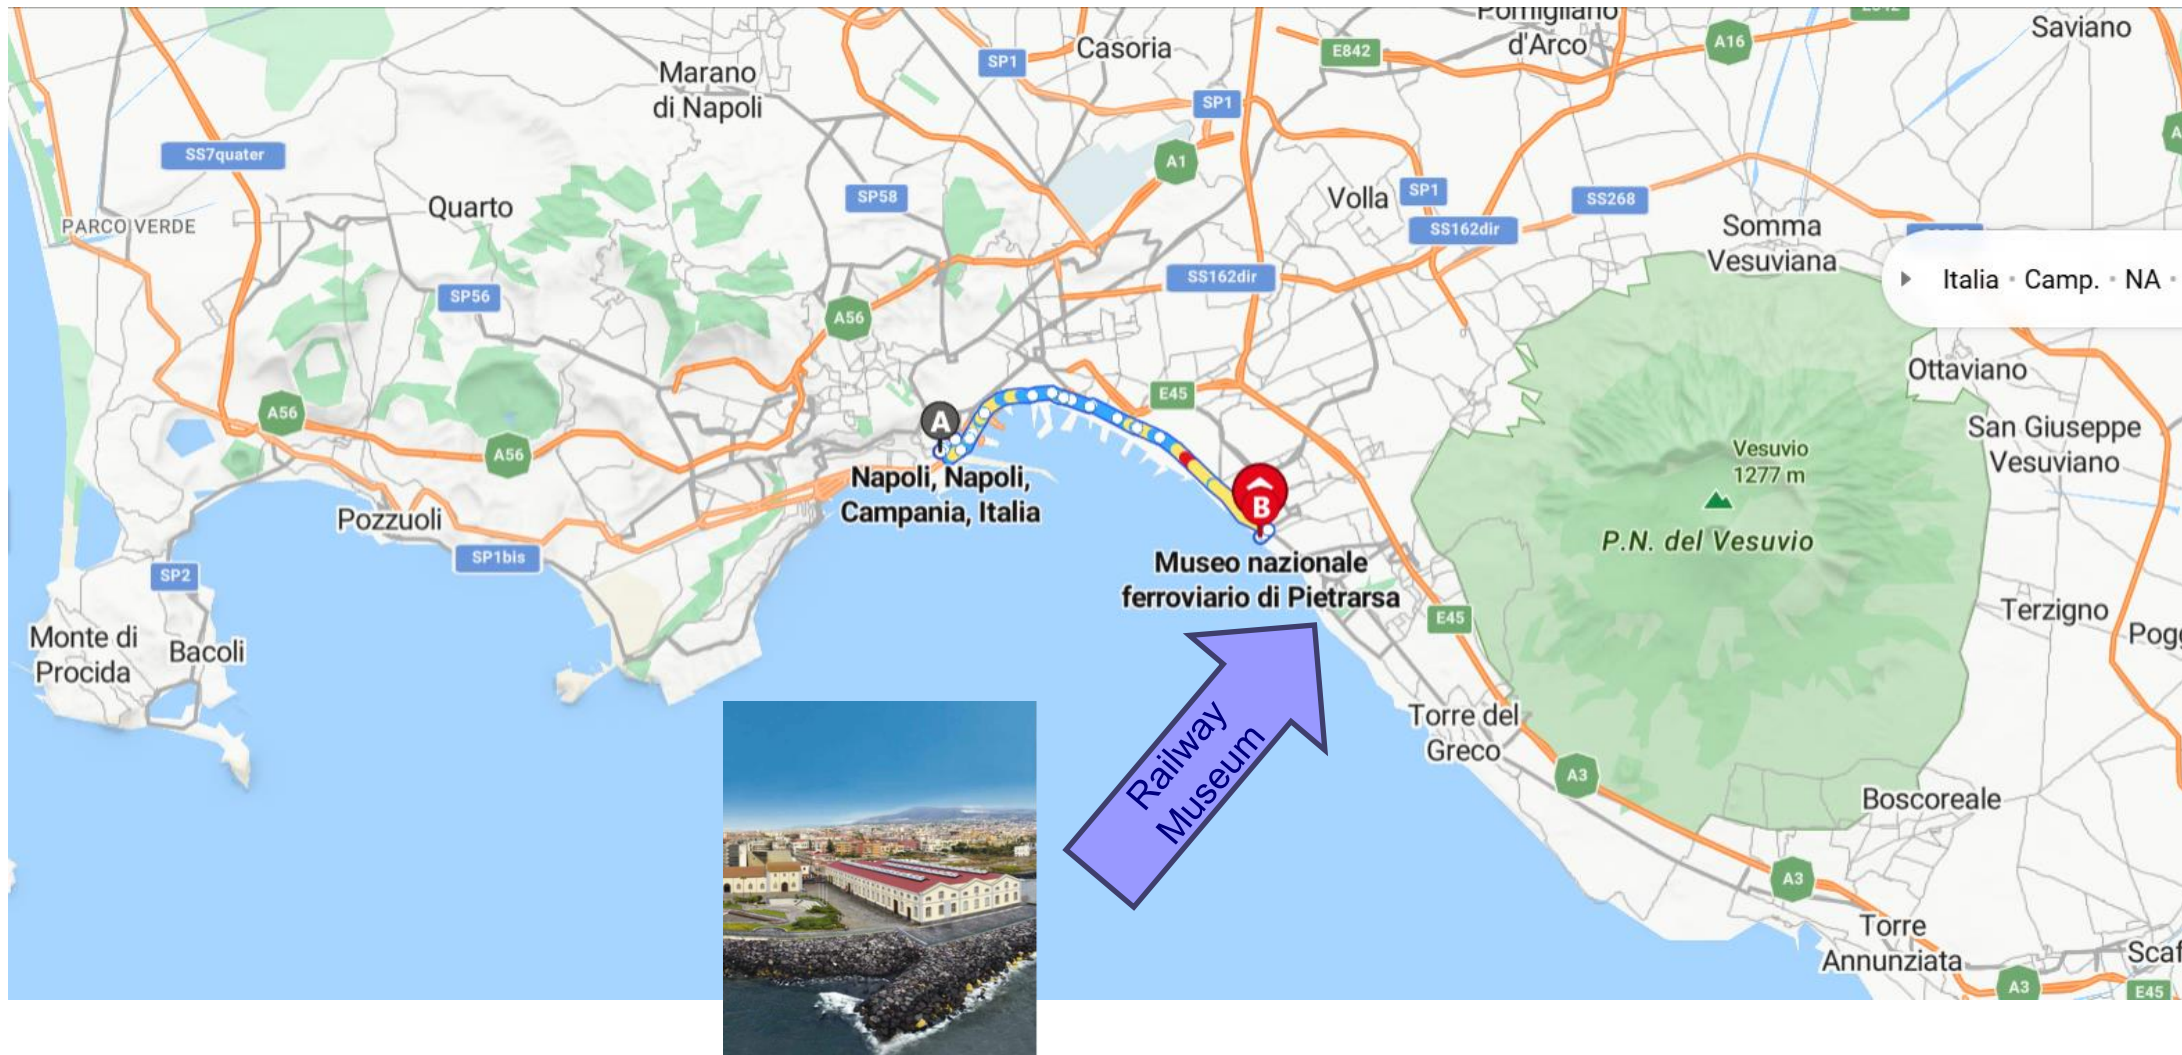 Pomigliano
d'Arco
Saviano
A16
E842
Casoria
SP1
Marano
di Napoli
SP1
SS7quater
A1
Quarto
SP58
Volla
SP1
SS268
PARCO VERDE
SS162dir
Somma
Vesuviana
SS162dir
Italia · Camp. · NA ·
SP56
A56
Ottaviano
E45
A56
A
San Giuseppe
Vesuviano
A56
Vesuvio
1277 m
Napoli, Napoli,
Campania, Italia
B
Pozzuoli
P.N. del Vesuvio
SP1bis
Museo nazionale
ferroviario di Pietrarsa
SP2
E45
Terzigno
Monte di
Procida
Bacoli
Railway
Museum
Torre del
Greco
A3
Boscoreale
A3
Torre
Annunziata
A3
E45